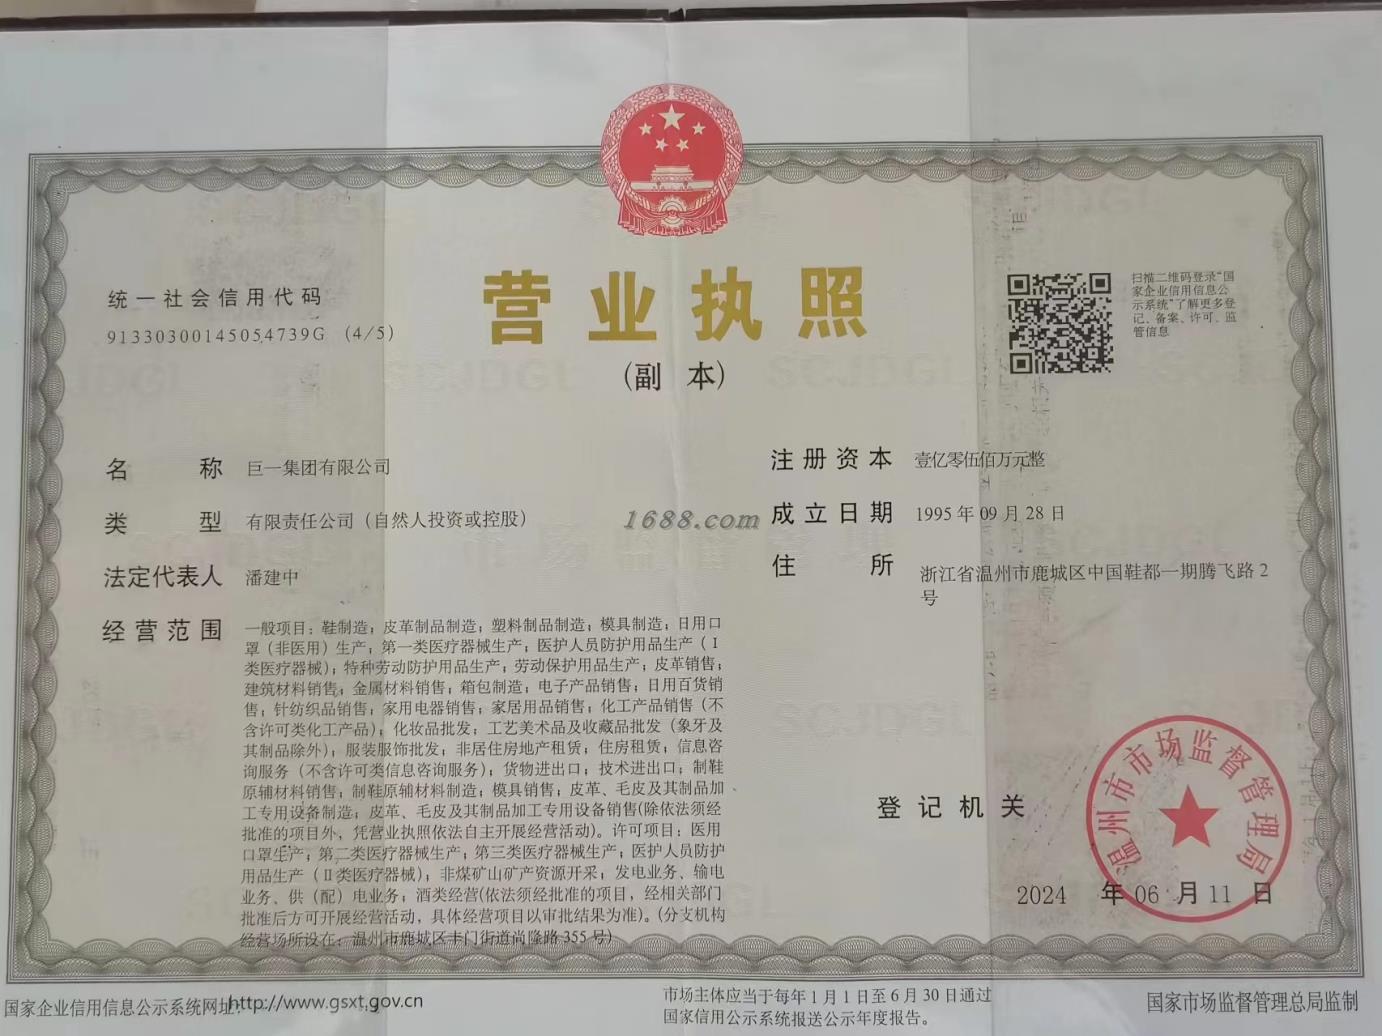 营业执照
(副 本)
统一社会信用代码
91330300145054739G (4/5)
扫描二维码登录“国
家企业信用信息公
示系统”了解更多登
记、备案、许可、监
管信息
名 称 巨一集团有限公司
类 型 有限责任公司（自然人投资或控股）
法定代表人 潘建中
经营范围 一般项目：鞋制造；皮革制品制造；塑料制品制造；模具制造；日用口
罩（非医用）生产；第一类医疗器械生产；医护人员防护用品生产（Ⅰ
类医疗器械）；特种劳动防护用品生产；劳动保护用品生产；皮革销售；
建筑材料销售；金属材料销售；箱包制造；电子产品销售；日用百货销
售；针纺织品销售；家用电器销售；家居用品销售；化工产品销售（不
含许可类化工产品）；化妆品批发；工艺美术品及收藏品批发（象牙及
其制品除外）；服装服饰批发；非居住房地产租赁；住房租赁；信息咨
询服务（不含许可类信息咨询服务）；货物进出口；技术进出口；制鞋
原辅材料销售；制鞋原辅材料制造；模具销售；皮革、毛皮及其制品加
工专用设备制造；皮革、毛皮及其制品加工专用设备销售(除依法须经
批准的项目外，凭营业执照依法自主开展经营活动)。许可项目：医用
口罩生产；第二类医疗器械生产；第三类医疗器械生产；医护人员防护
用品生产（Ⅱ类医疗器械）；非煤矿山矿产资源开采；发电业务、输电
业务、供（配）电业务；酒类经营(依法须经批准的项目，经相关部门
批准后方可开展经营活动，具体经营项目以审批结果为准)。(分支机构
经营场所设在：温州市鹿城区丰门街道尚隆路 355 号)
注册资本 壹亿零伍佰万元整
成立日期 1995 年 09 月 28 日
住 所 浙江省温州市鹿城区中国鞋都一期腾飞路 2
号
1688.com
登记机关
温州市市场监督管理局
2024 年 06 月 11 日
国家企业信用信息公示系统网址：http://www.gsxt.gov.cn
市场主体应当于每年 1 月 1 日至 6 月 30 日通过
国家信用公示系统报送公示年度报告。
国家市场监督管理总局监制